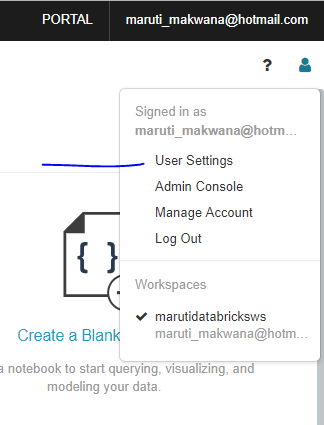 PORTAL maruti_makwana@hotmail.com
?
Signed in as
maruti_makwana@hotm...
User Settings
Admin Console
Manage Account
Log Out
Workspaces
marutidatabricksws
maruti_makwana@hotm...
{ }
Create a Blank
a notebook to start querying, visualizing, and
modeling your data.